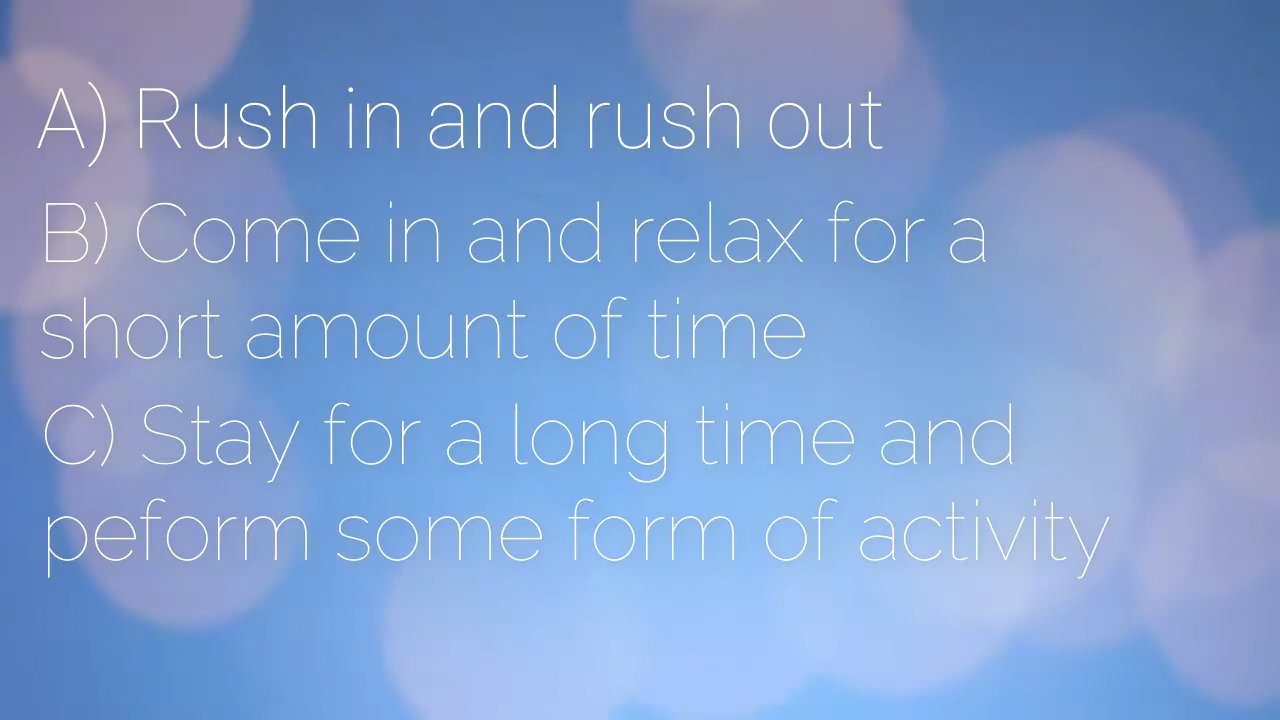 A) Rush in and rush out
B) Come in and relax for a
short amount of time
C) Stay for a long time and
peform some form of activity